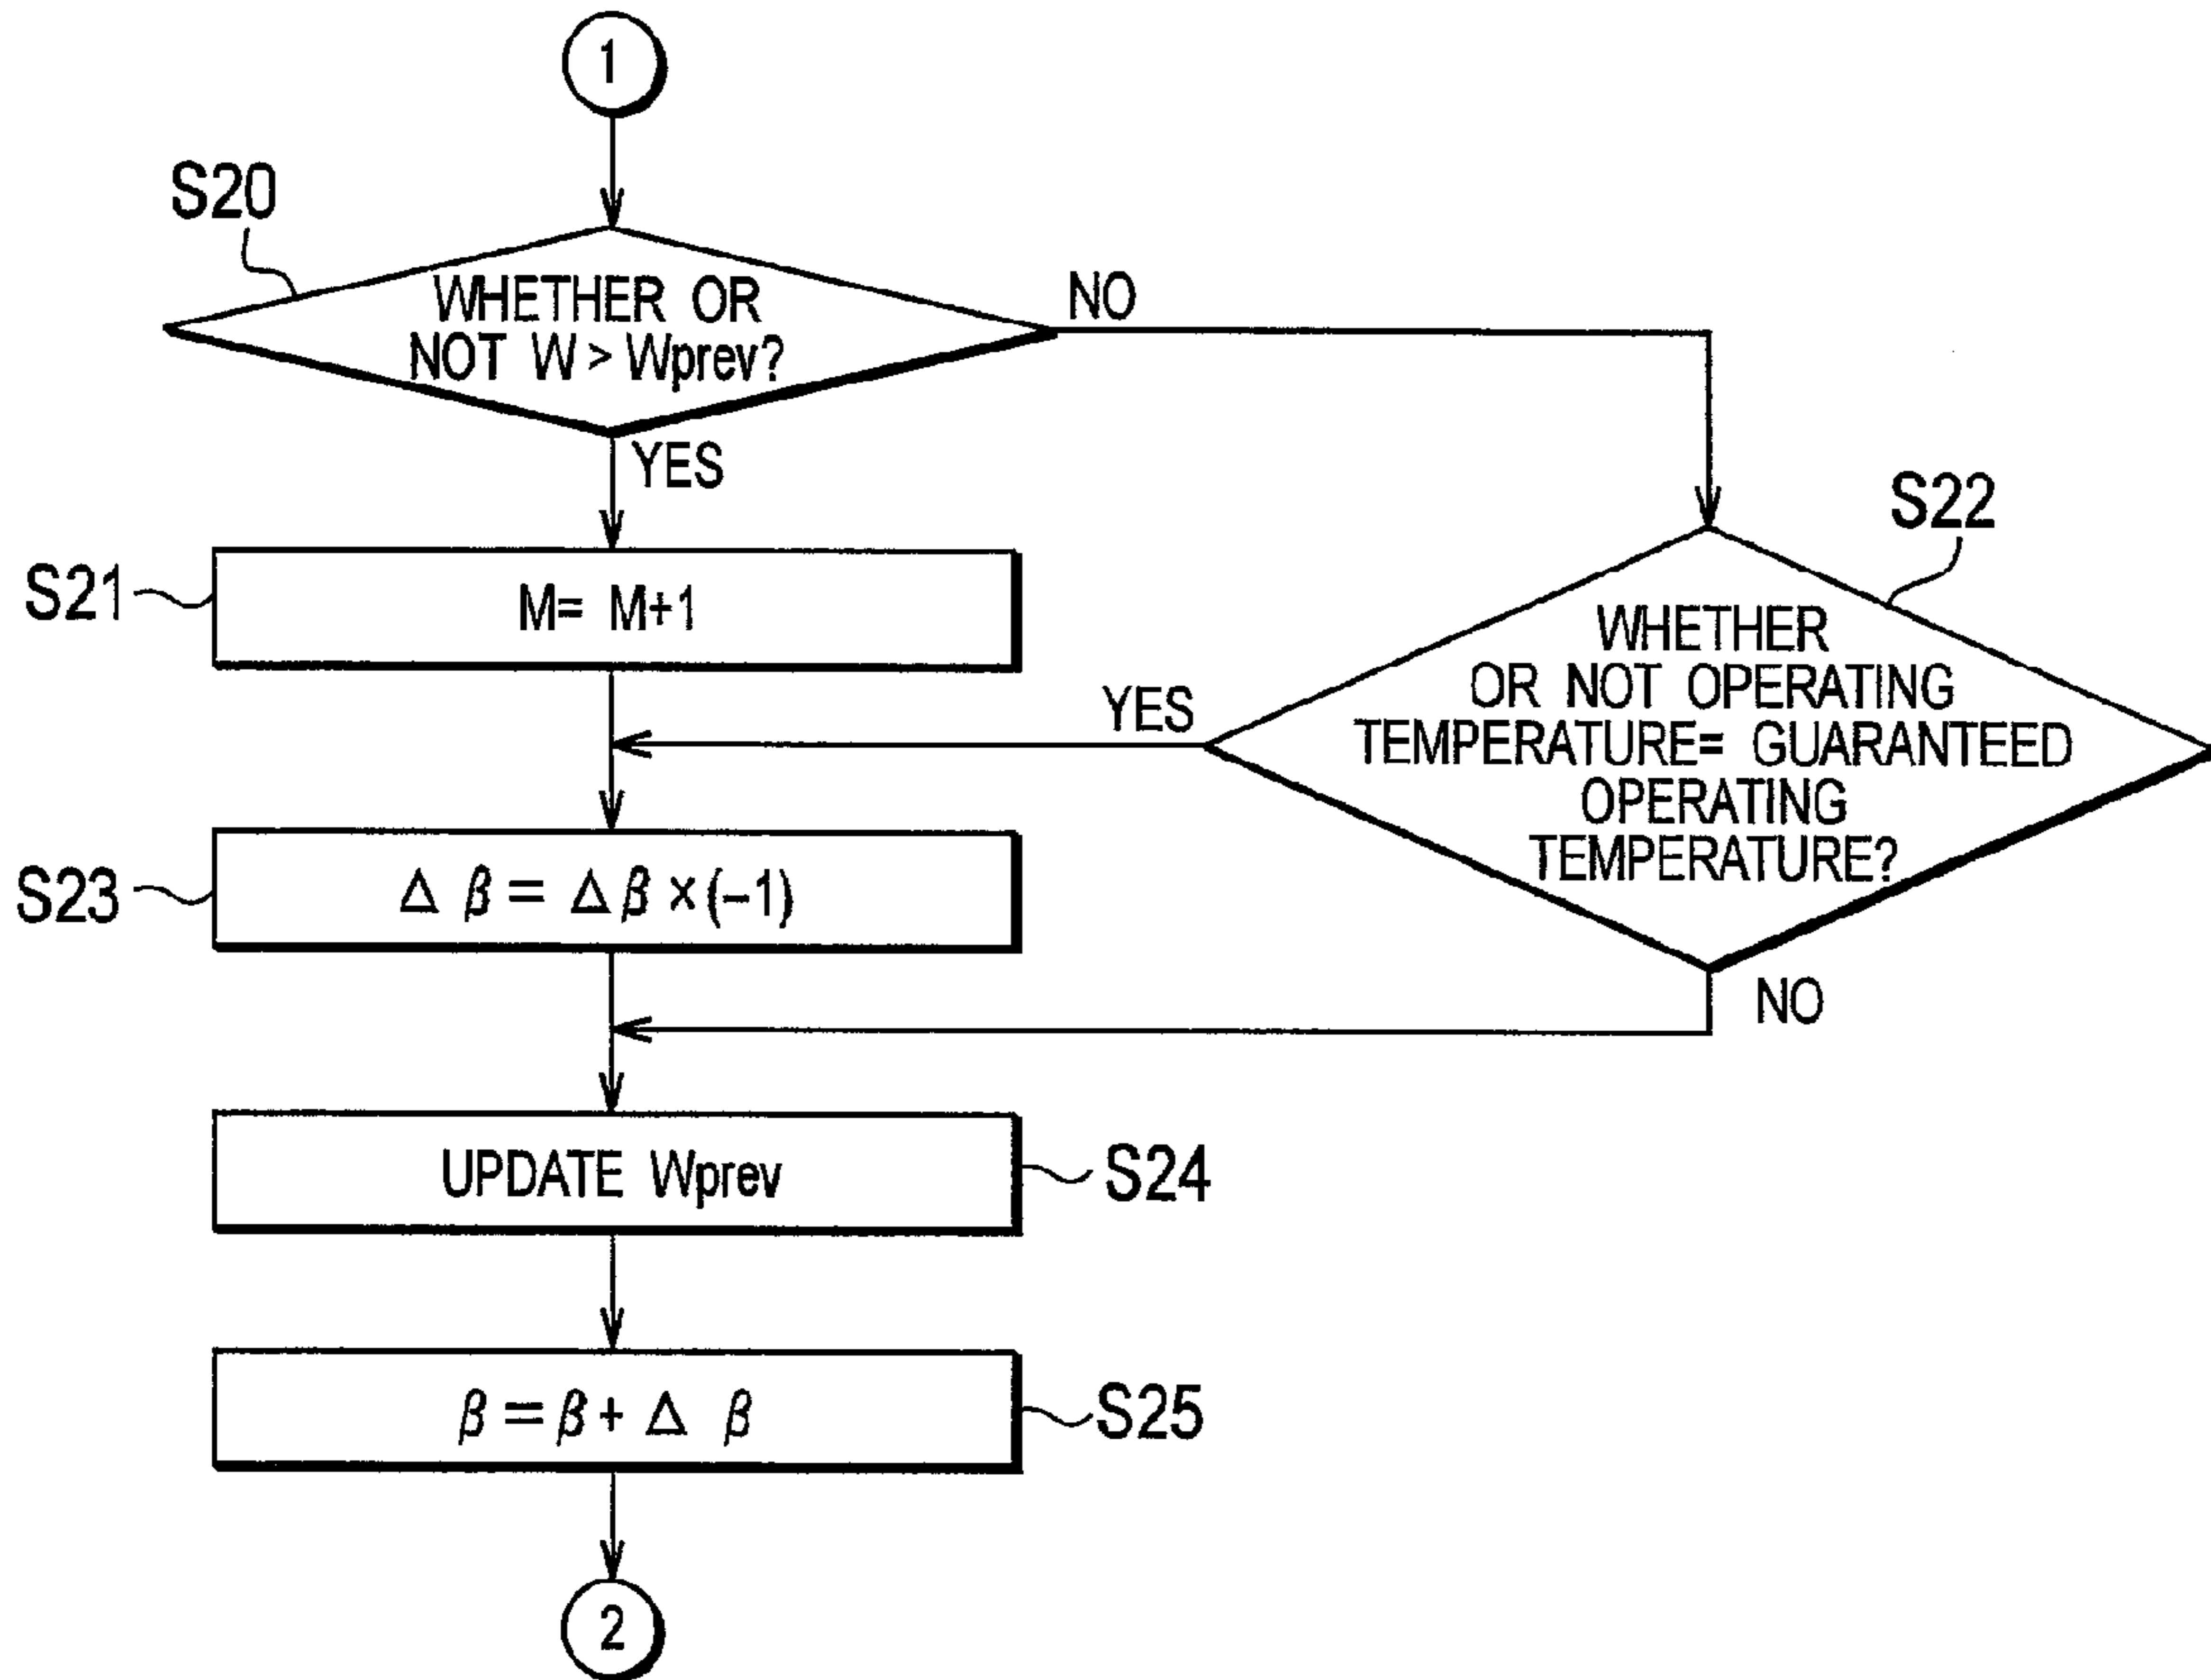 1
S20
WHETHER OR
NOT W > Wprev?
NO
YES
S21
M= M+1
S22
WHETHER
OR NOT OPERATING
TEMPERATURE= GUARANTEED
OPERATING
TEMPERATURE?
YES
NO
S23
Δ β = Δ β ×(−1)
UPDATE Wprev
S24
β = β + Δ β
S25
2